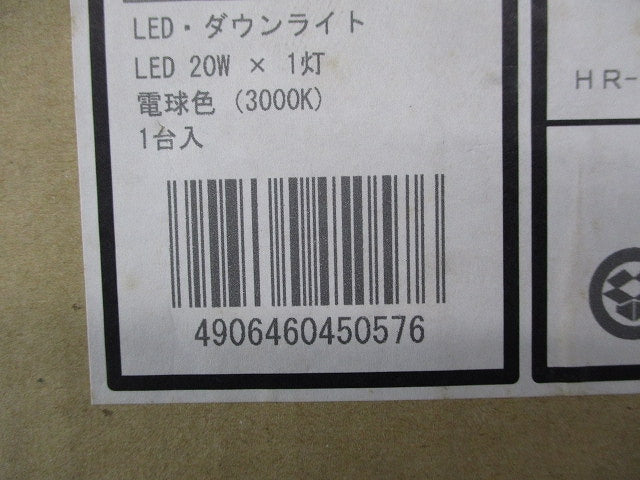 LED・ダウンライト
LED 20W × 1灯
電球色 (3000K)
1台入
4906460450576
HR-